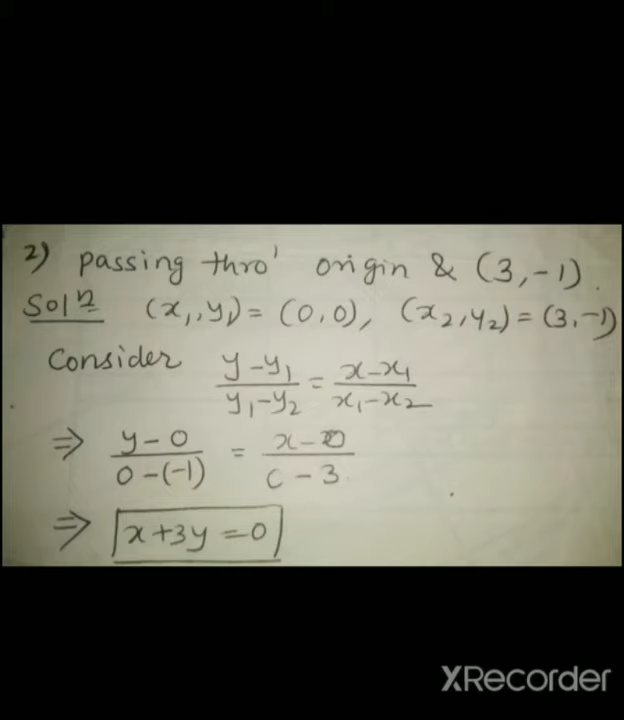 2) passing thro' origin & (3,-1).
Solⁿ (x₁,y₁) = (0,0), (x₂,y₂) = (3,-1)
Consider (y-y₁)/(y₁-y₂) = (x-x₁)/(x₁-x₂)
⇒ (y-0)/(0-(-1)) = (x-0)/(0-3)
⇒ x+3y=0
XRecorder